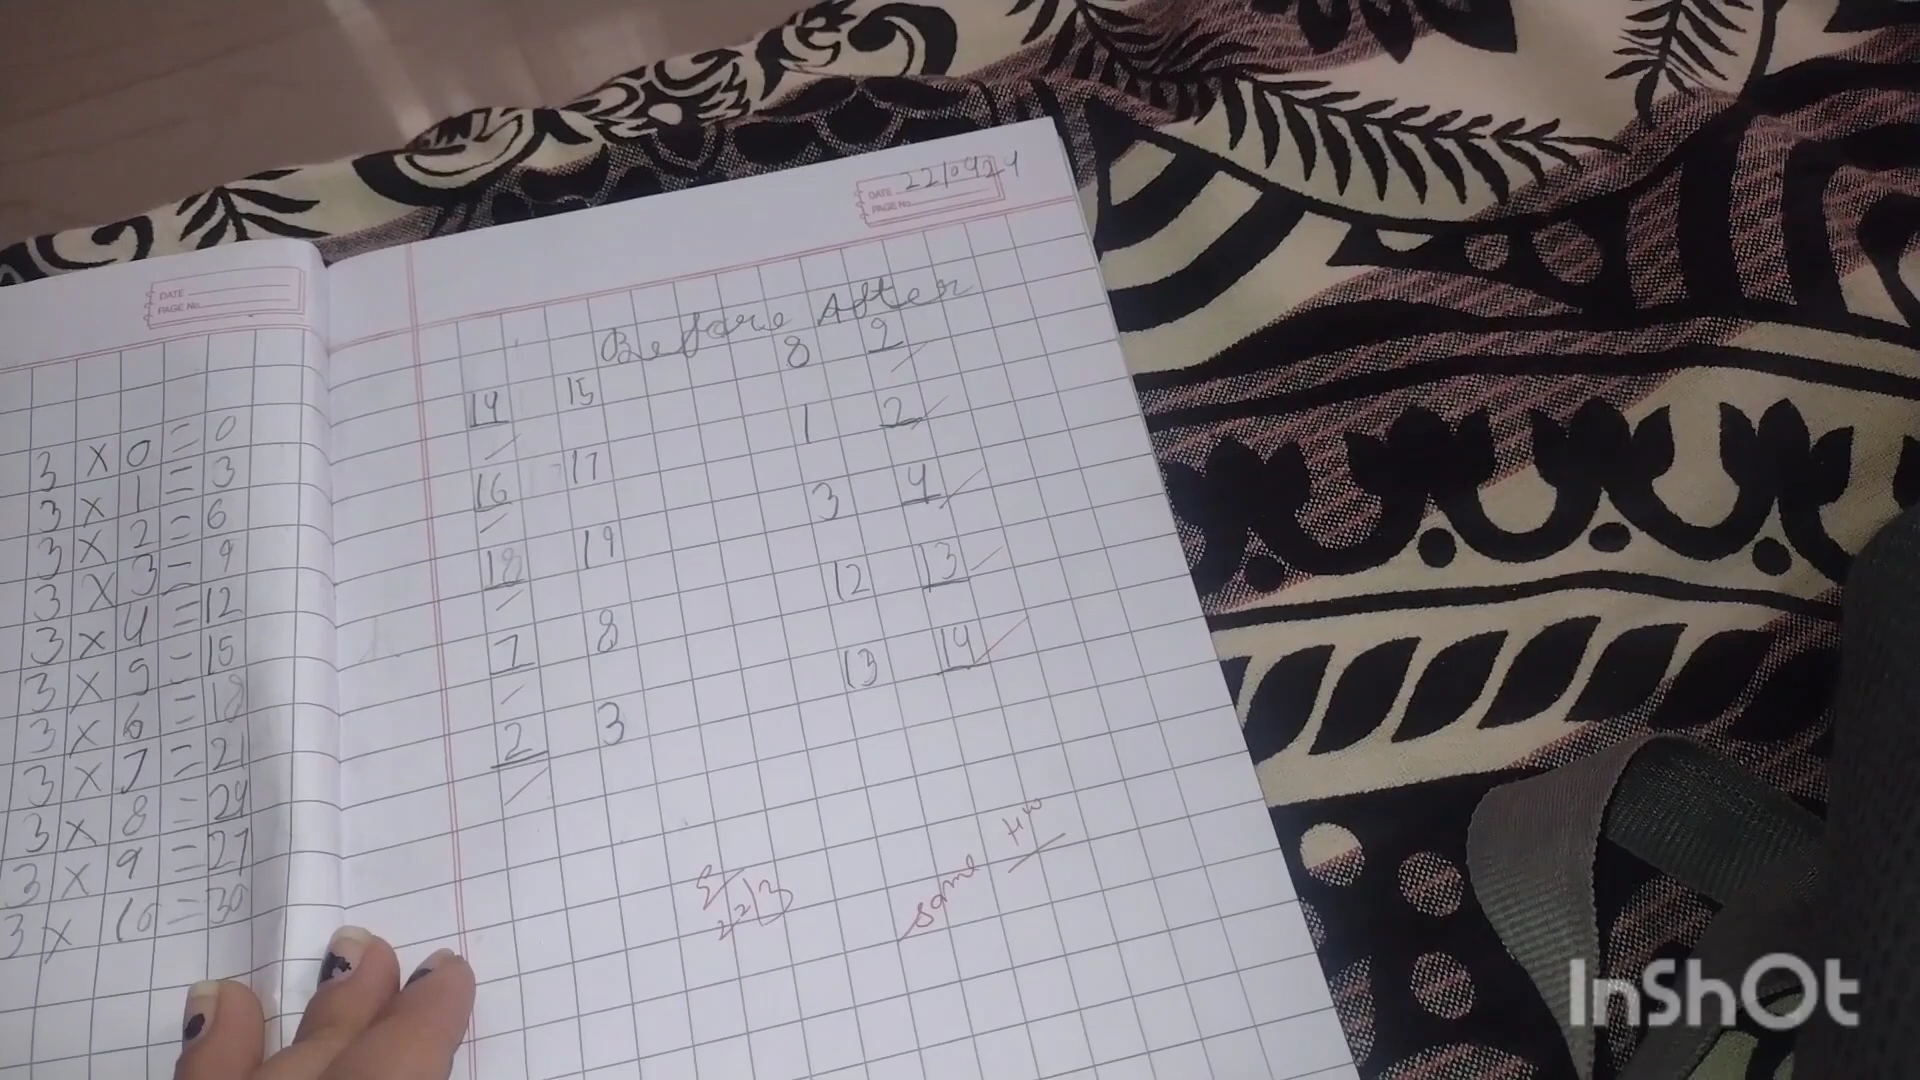 DATE
PAGE No.
3 x 0 = 0
3 x 1 = 3
3 x 2 = 6
3 x 3 = 9
3 x 4 = 12
3 x 5 = 15
3 x 6 = 18
3 x 7 = 21
3 x 8 = 24
3 x 9 = 27
3 x 10 = 30
DATE
PAGE No.
Before After
14 15 8 9
16 17 1 2
18 19 3 4
7 8 12 13
2 3 13 14
same HW
InShOt